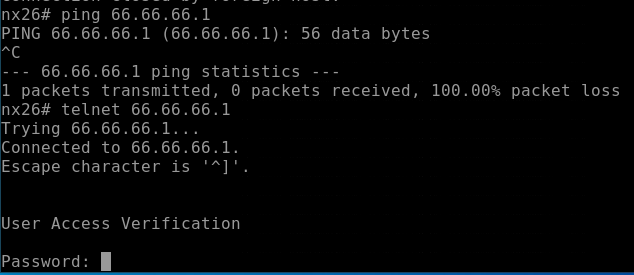 Connection closed by foreign host.
nx26# ping 66.66.66.1
PING 66.66.66.1 (66.66.66.1): 56 data bytes
^C
--- 66.66.66.1 ping statistics ---
1 packets transmitted, 0 packets received, 100.00% packet loss
nx26# telnet 66.66.66.1
Trying 66.66.66.1...
Connected to 66.66.66.1.
Escape character is '^]'.
User Access Verification
Password: